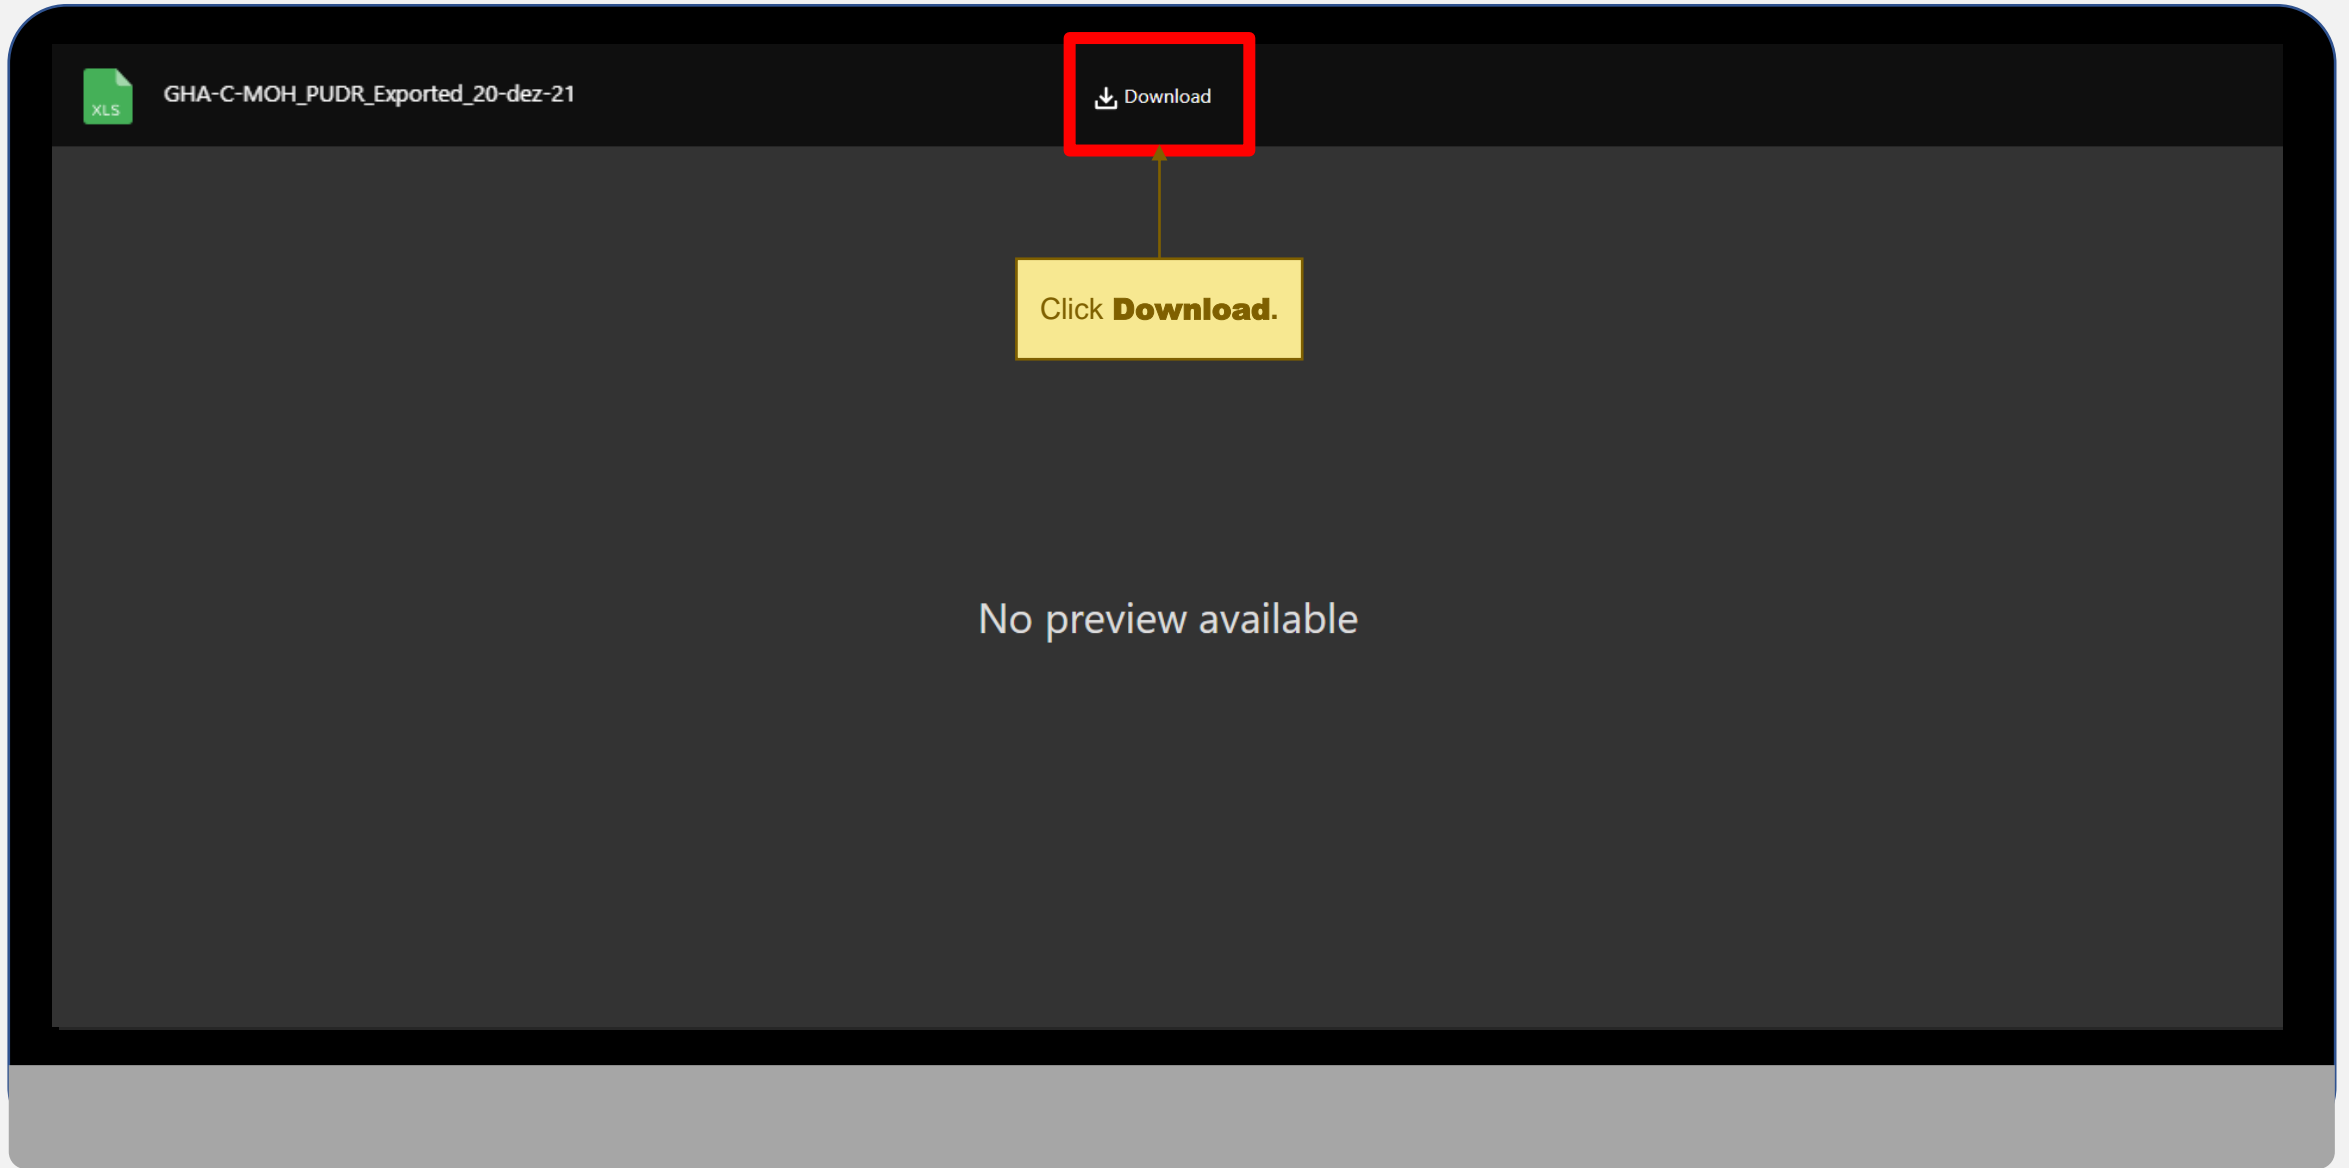 XLS
GHA-C-MOH_PUDR_Exported_20-dez-21
Download
Click Download.
No preview available